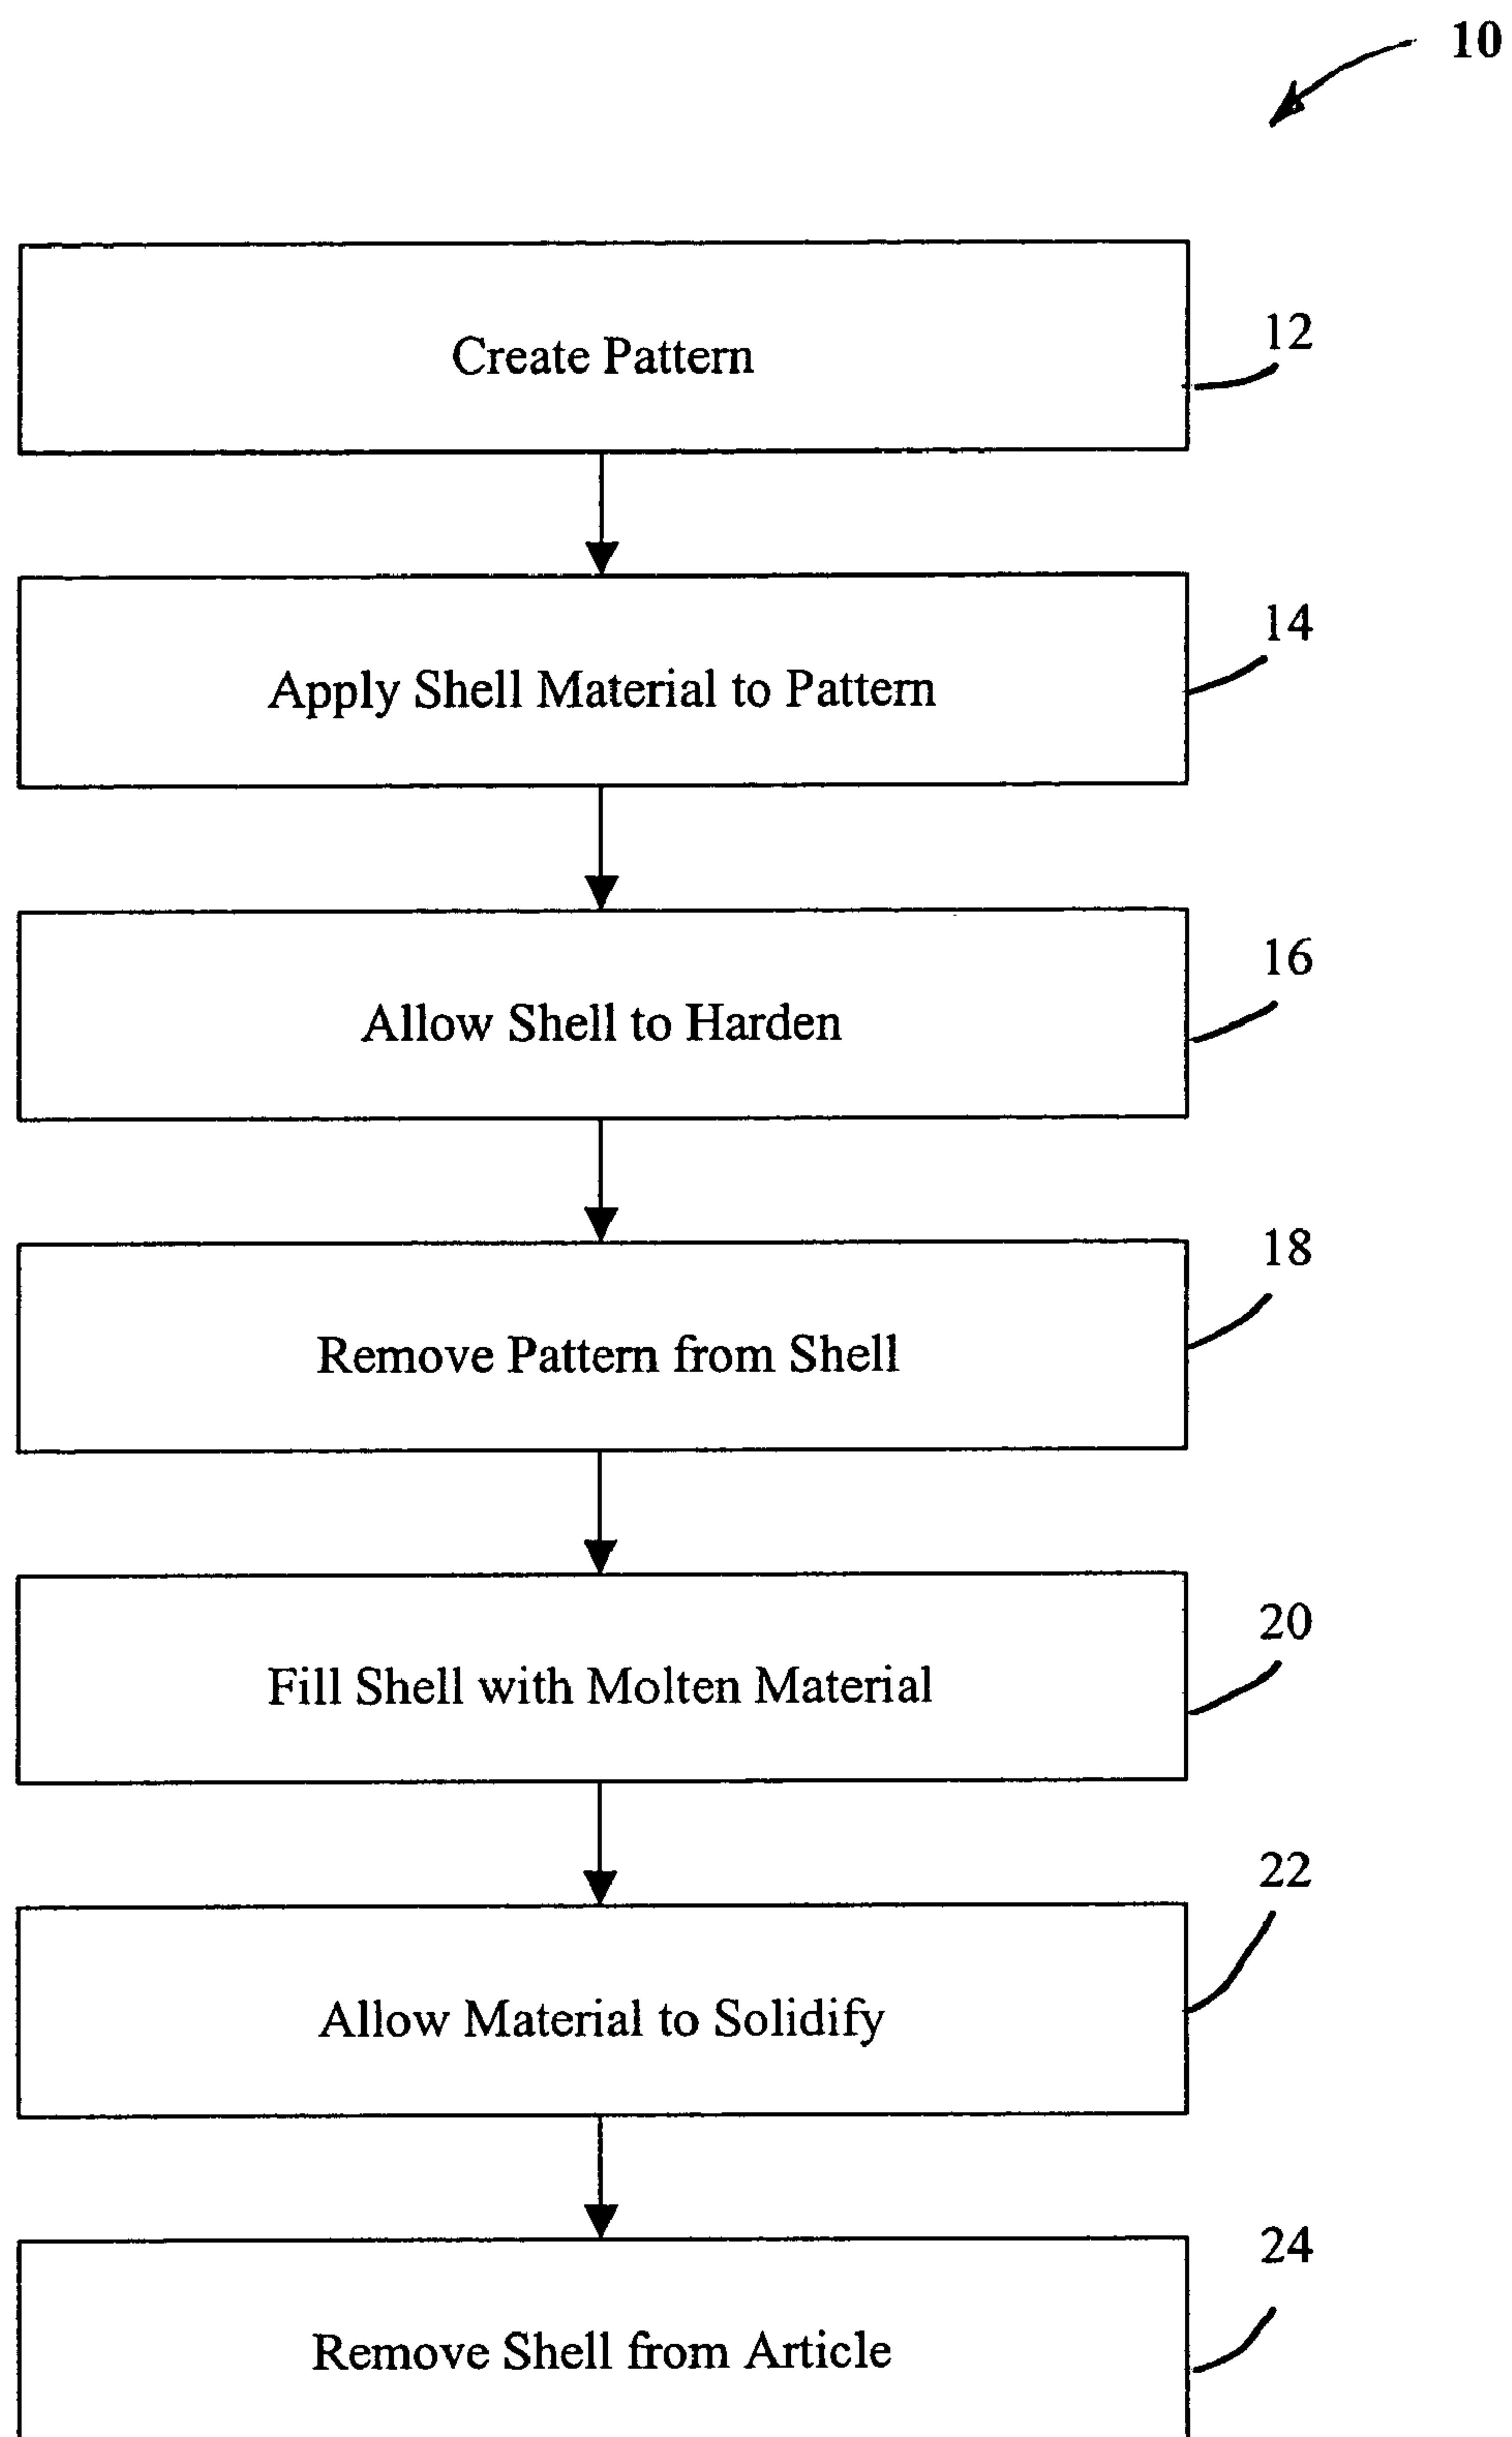 10
Create Pattern
12
Apply Shell Material to Pattern
14
Allow Shell to Harden
16
Remove Pattern from Shell
18
Fill Shell with Molten Material
20
Allow Material to Solidify
22
Remove Shell from Article
24